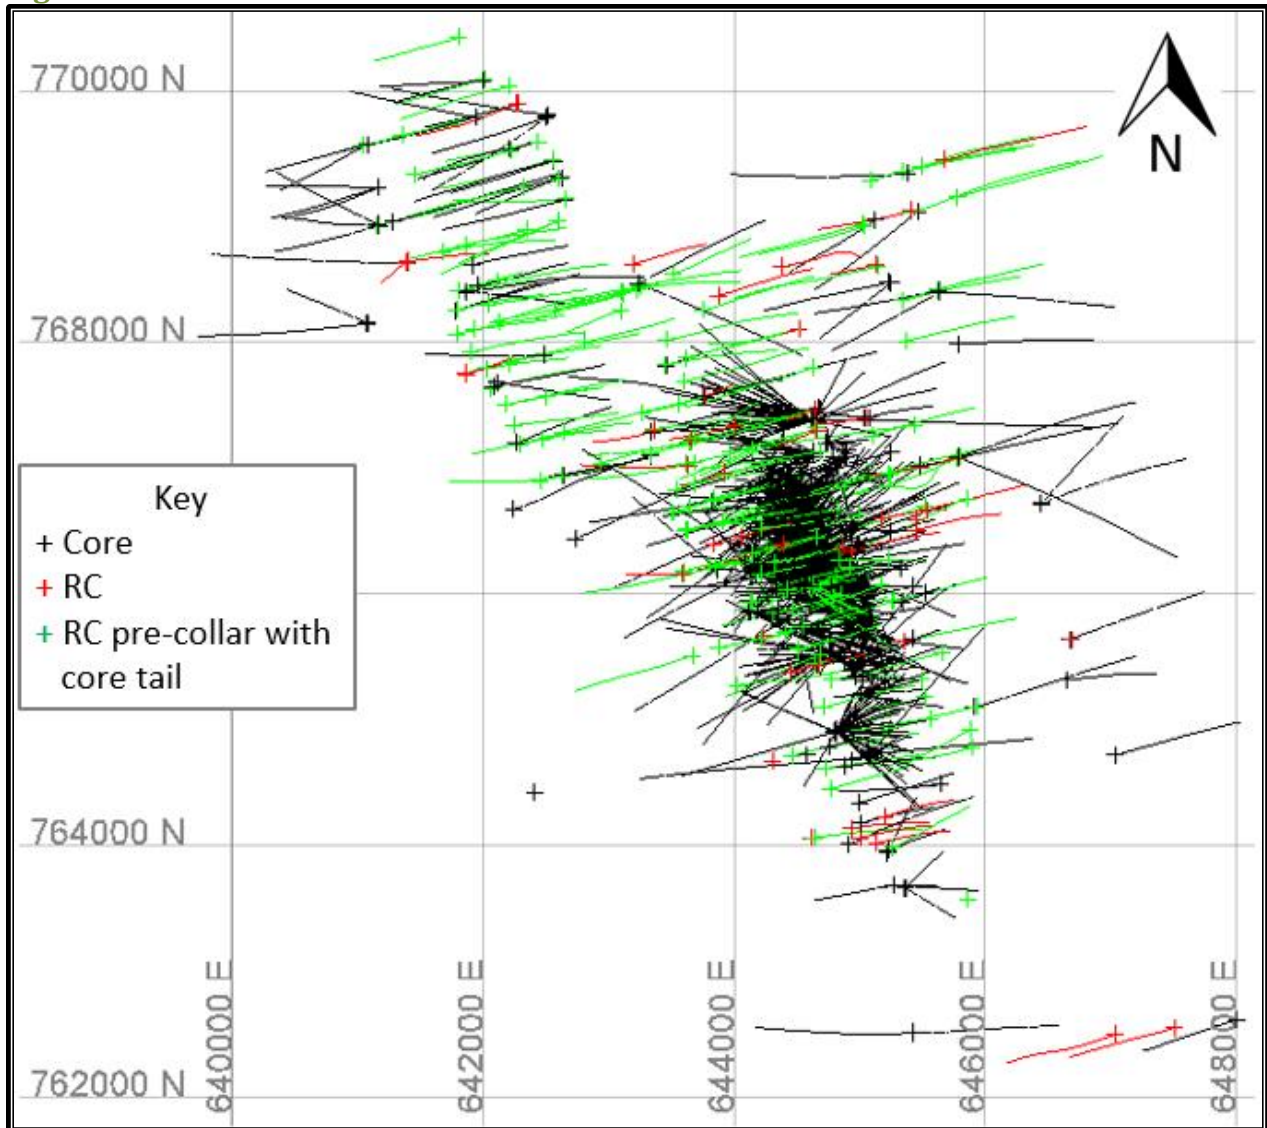 770000 N
N
768000 N
Key
+ Core
+ RC
+ RC pre-collar with
core tail
764000 N
762000 N
640000 E
642000 E
644000 E
646000 E
648000 E